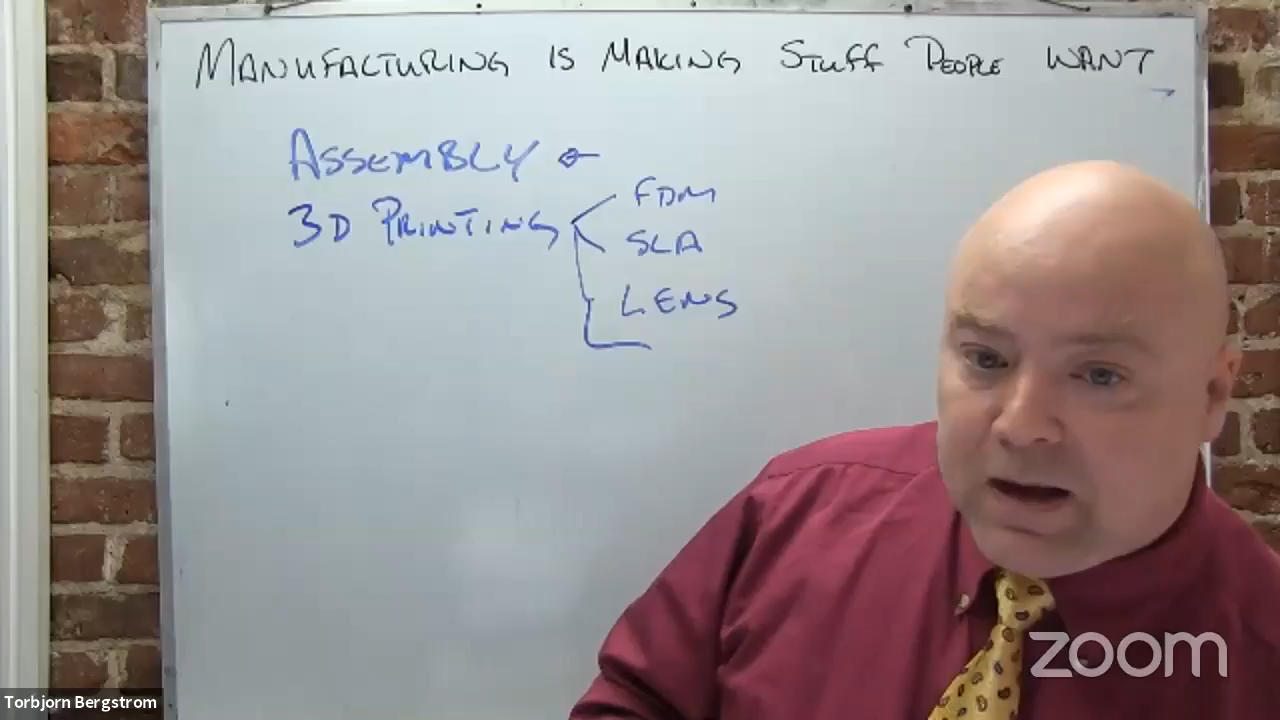 MANUFACTURING IS MAKING STUFF PEOPLE WANT
ASSEMBLY
3D PRINTING
FDM
SLA
LENS
zoom
Torbjorn Bergstrom